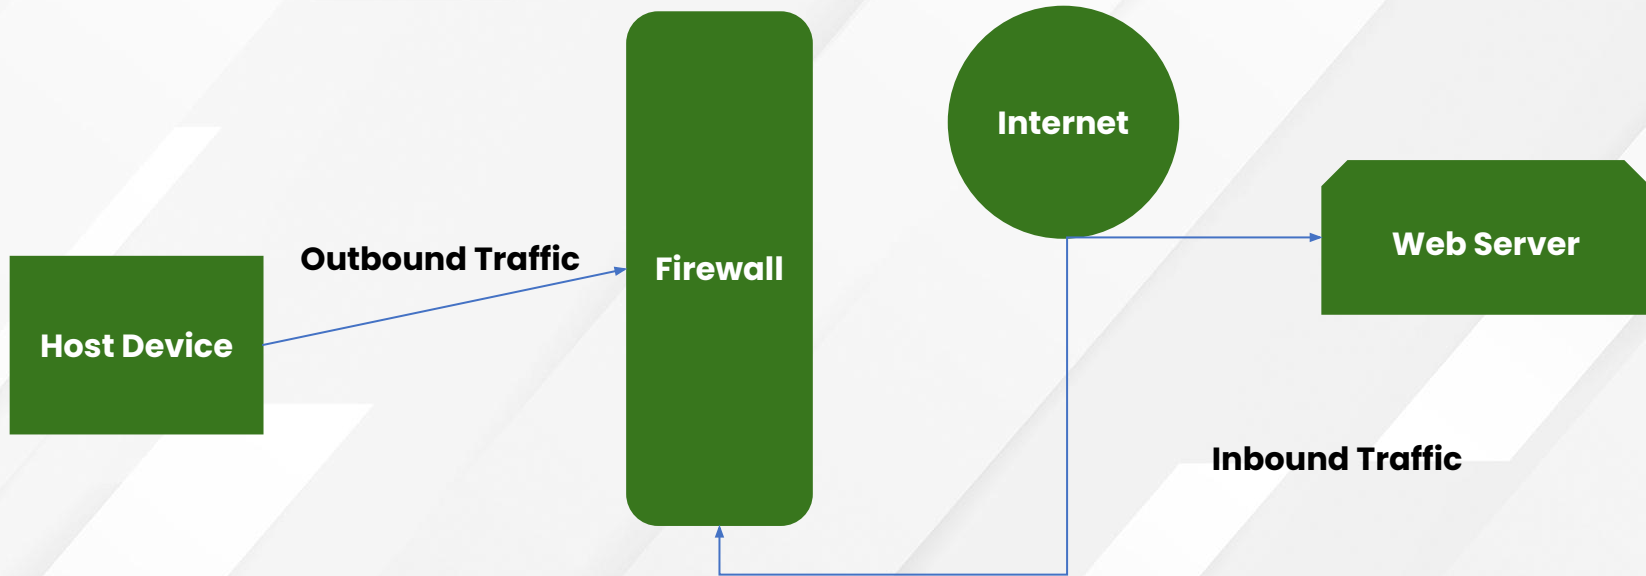 Internet
Web Server
Outbound Traffic
Firewall
Host Device
Inbound Traffic